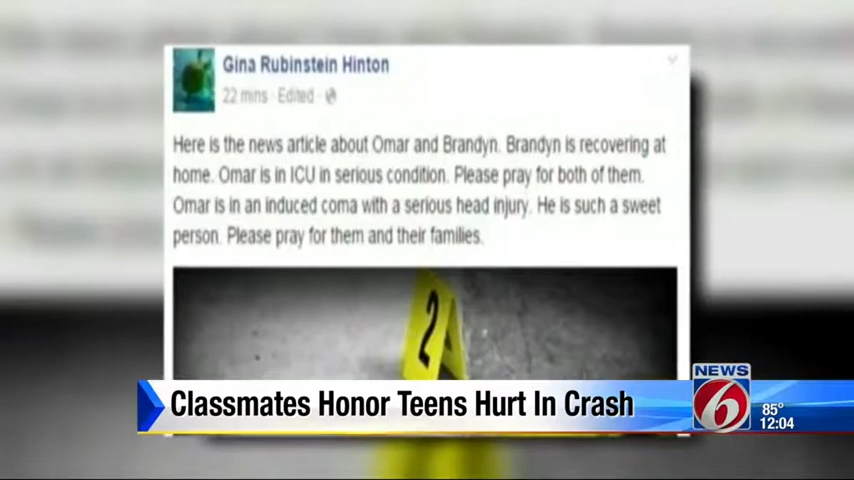 Gina Rubinstein Hinton
22 mins · Edited ·
Here is the news article about Omar and Brandyn. Brandyn is recovering at
home. Omar is in ICU in serious condition. Please pray for both of them.
Omar is in an induced coma with a serious head injury. He is such a sweet
person. Please pray for them and their families.
2
Classmates Honor Teens Hurt In Crash
NEWS
6
85°
12:04